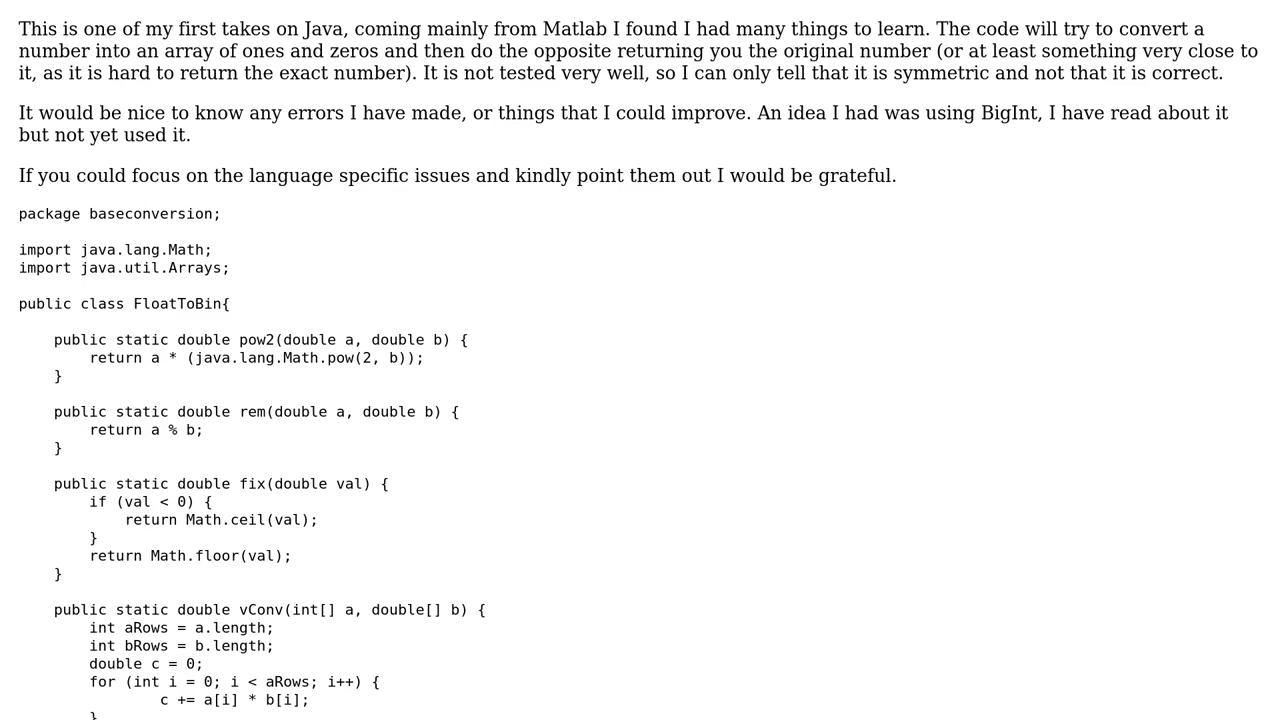 This is one of my first takes on Java, coming mainly from Matlab I found I had many things to learn. The code will try to convert a
number into an array of ones and zeros and then do the opposite returning you the original number (or at least something very close to
it, as it is hard to return the exact number). It is not tested very well, so I can only tell that it is symmetric and not that it is correct.
It would be nice to know any errors I have made, or things that I could improve. An idea I had was using BigInt, I have read about it
but not yet used it.
If you could focus on the language specific issues and kindly point them out I would be grateful.
package baseconversion;
import java.lang.Math;
import java.util.Arrays;
public class FloatToBin{
    public static double pow2(double a, double b) {
        return a * (java.lang.Math.pow(2, b));
    }
    public static double rem(double a, double b) {
        return a % b;
    }
    public static double fix(double val) {
        if (val < 0) {
            return Math.ceil(val);
        }
        return Math.floor(val);
    }
    public static double vConv(int[] a, double[] b) {
        int aRows = a.length;
        int bRows = b.length;
        double c = 0;
        for (int i = 0; i < aRows; i++) {
                c += a[i] * b[i];
        }